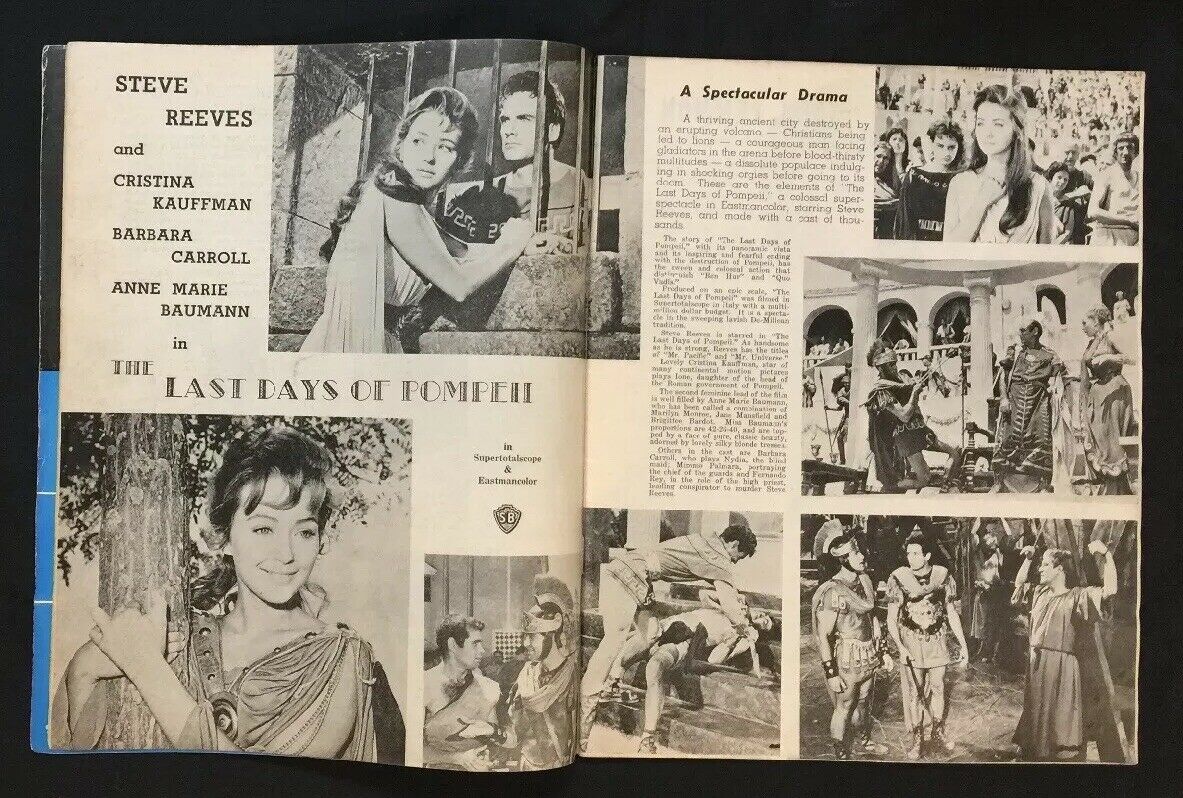 STEVE
REEVES
and
CRISTINA
KAUFFMAN
BARBARA
CARROLL
ANNE MARIE
BAUMANN
in
THE
LAST DAYS OF POMPEII
in
Supertotalscope
&
Eastmancolor
SB
A Spectacular Drama
A thriving ancient city destroyed by
an erupting volcano — Christians being
fed to lions — a courageous man facing
gladiators in the arena before blood-thirsty
multitudes — a dissolute populace indulg-
ing in shocking orgies before going to its
doom. These are the elements of "The
Last Days of Pompeii," a colossal super-
spectacle in Eastmancolor, starring Steve
Reeves, and made with a cast of thou-
sands.
The story of "The Last Days of
Pompeii," with its panoramic vista
and its inspiring and fearful ending
with the destruction of Pompeii, has
the sweep and colossal action that
distinguish "Ben Hur" and "Quo
Vadis."
Produced on an epic scale, "The
Last Days of Pompeii" was filmed in
Supertotalscope in Italy with a multi-
million dollar budget. It is a specta-
cle in the sweeping lavish De-Millean
tradition.
Steve Reeves is starred in "The
Last Days of Pompeii." As handsome
as he is strong, Reeves has the titles
of "Mr. Pacific" and "Mr. Universe."
Lovely Cristina Kauffman, star of
many continental motion pictures
plays Ione, daughter of the head of
the Roman government of Pompeii.
The second feminine lead of the film
is well filled by Anne Marie Baumann,
who has been called a combination of
Marilyn Monroe, Jane Mansfield and
Brigittee Bardot. Miss Baumann's
proportions are 42-26-40, and are top-
ped by a face of pure, classic beauty,
adorned by lovely silky blonde tresses.
Others in the cast are Barbara
Carroll, who plays Nydia, the blind
maid; Mimmo Palmara, portraying
the chief of the guards and Fernando
Rey, in the role of the high priest,
leading conspirator to murder Steve
Reeves.